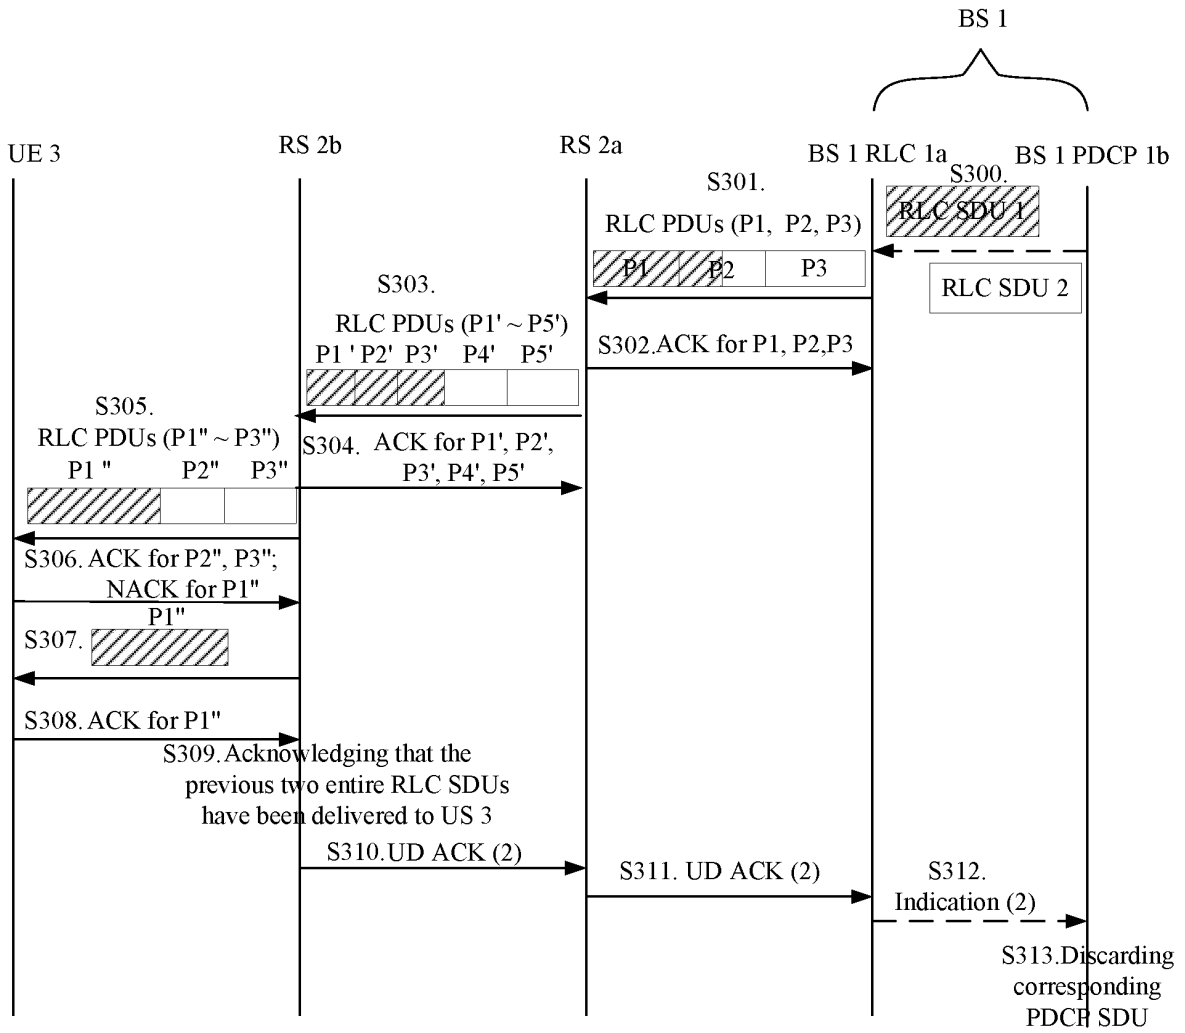 BS 1
UE 3
RS 2b
RS 2a
BS 1 RLC 1a
BS 1 PDCP 1b
S300.
RLC SDU 1
RLC SDU 2
S301.
RLC PDUs (P1, P2, P3)
P1 P2 P3
S302.ACK for P1, P2,P3
S303.
RLC PDUs (P1' ~ P5')
P1 ' P2' P3' P4' P5'
S304. ACK for P1', P2',
P3', P4', P5'
S305.
RLC PDUs (P1" ~ P3")
P1 " P2" P3"
S306. ACK for P2", P3";
NACK for P1"
P1"
S307.
S308. ACK for P1"
S309.Acknowledging that the
previous two entire RLC SDUs
have been delivered to US 3
S310.UD ACK (2)
S311. UD ACK (2)
S312.
Indication (2)
S313.Discarding
corresponding
PDCP SDU